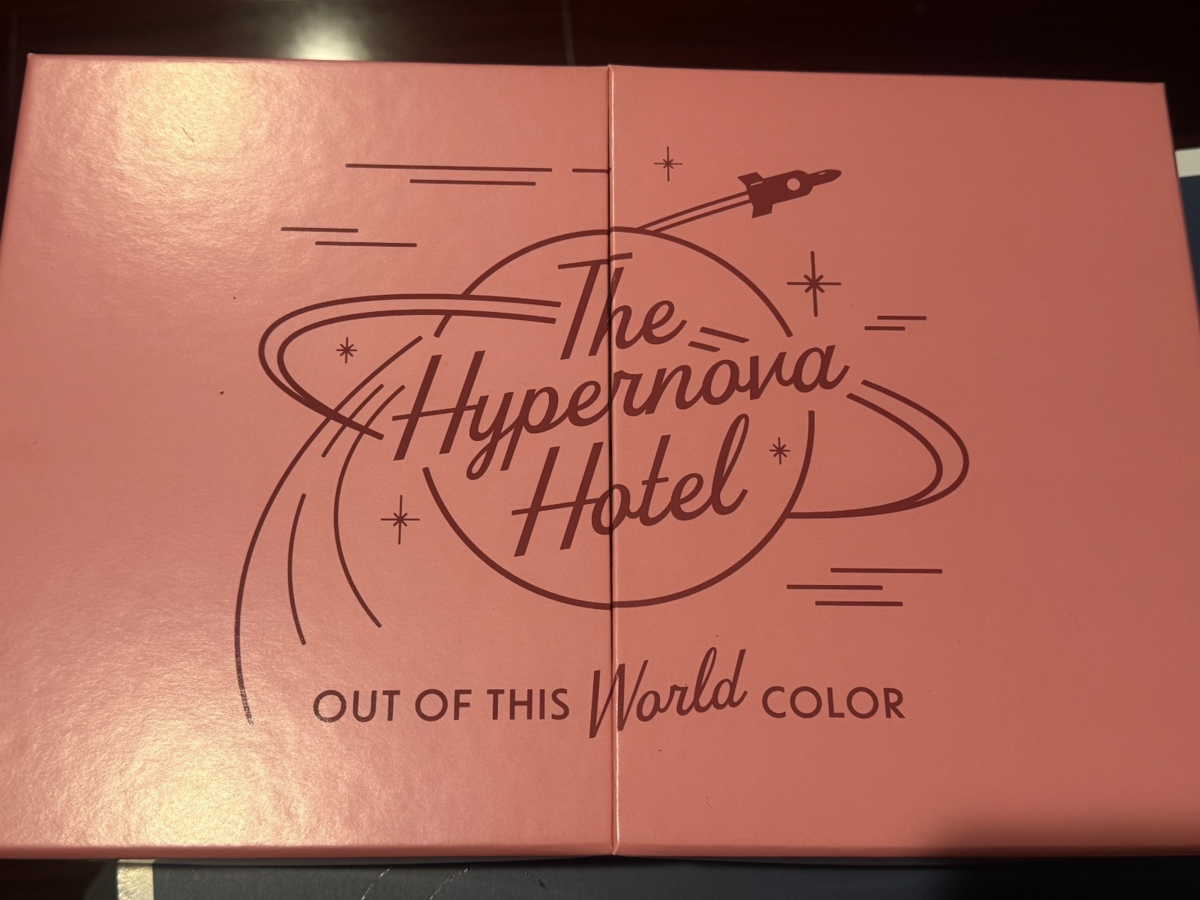 The
Hypernova
Hotel
OUT OF THIS World COLOR